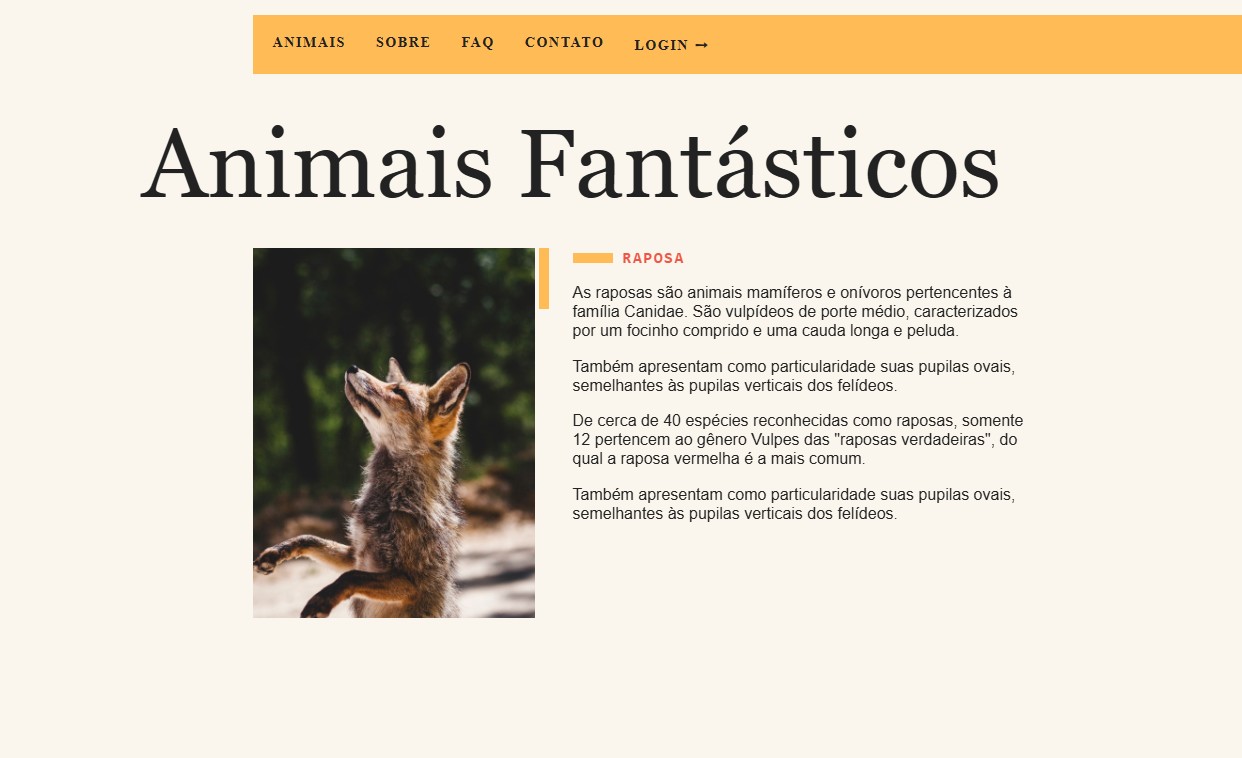 ANIMAIS SOBRE FAQ CONTATO LOGIN ➞
Animais Fantásticos
RAPOSA
As raposas são animais mamíferos e onívoros pertencentes à
família Canidae. São vulpídeos de porte médio, caracterizados
por um focinho comprido e uma cauda longa e peluda.
Também apresentam como particularidade suas pupilas ovais,
semelhantes às pupilas verticais dos felídeos.
De cerca de 40 espécies reconhecidas como raposas, somente
12 pertencem ao gênero Vulpes das "raposas verdadeiras", do
qual a raposa vermelha é a mais comum.
Também apresentam como particularidade suas pupilas ovais,
semelhantes às pupilas verticais dos felídeos.